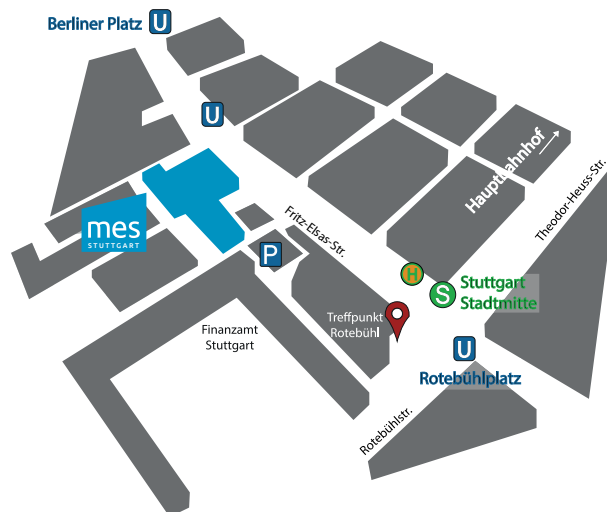 Berliner Platz U
U
Hauptbahnhof
Theodor-Heuss-Str.
mes
STUTTGART
Fritz-Elsas-Str.
P
H
S
Stuttgart
Stadtmitte
Treffpunkt
Rotebühl
Finanzamt
Stuttgart
U
Rotebühlplatz
Rotebühlstr.